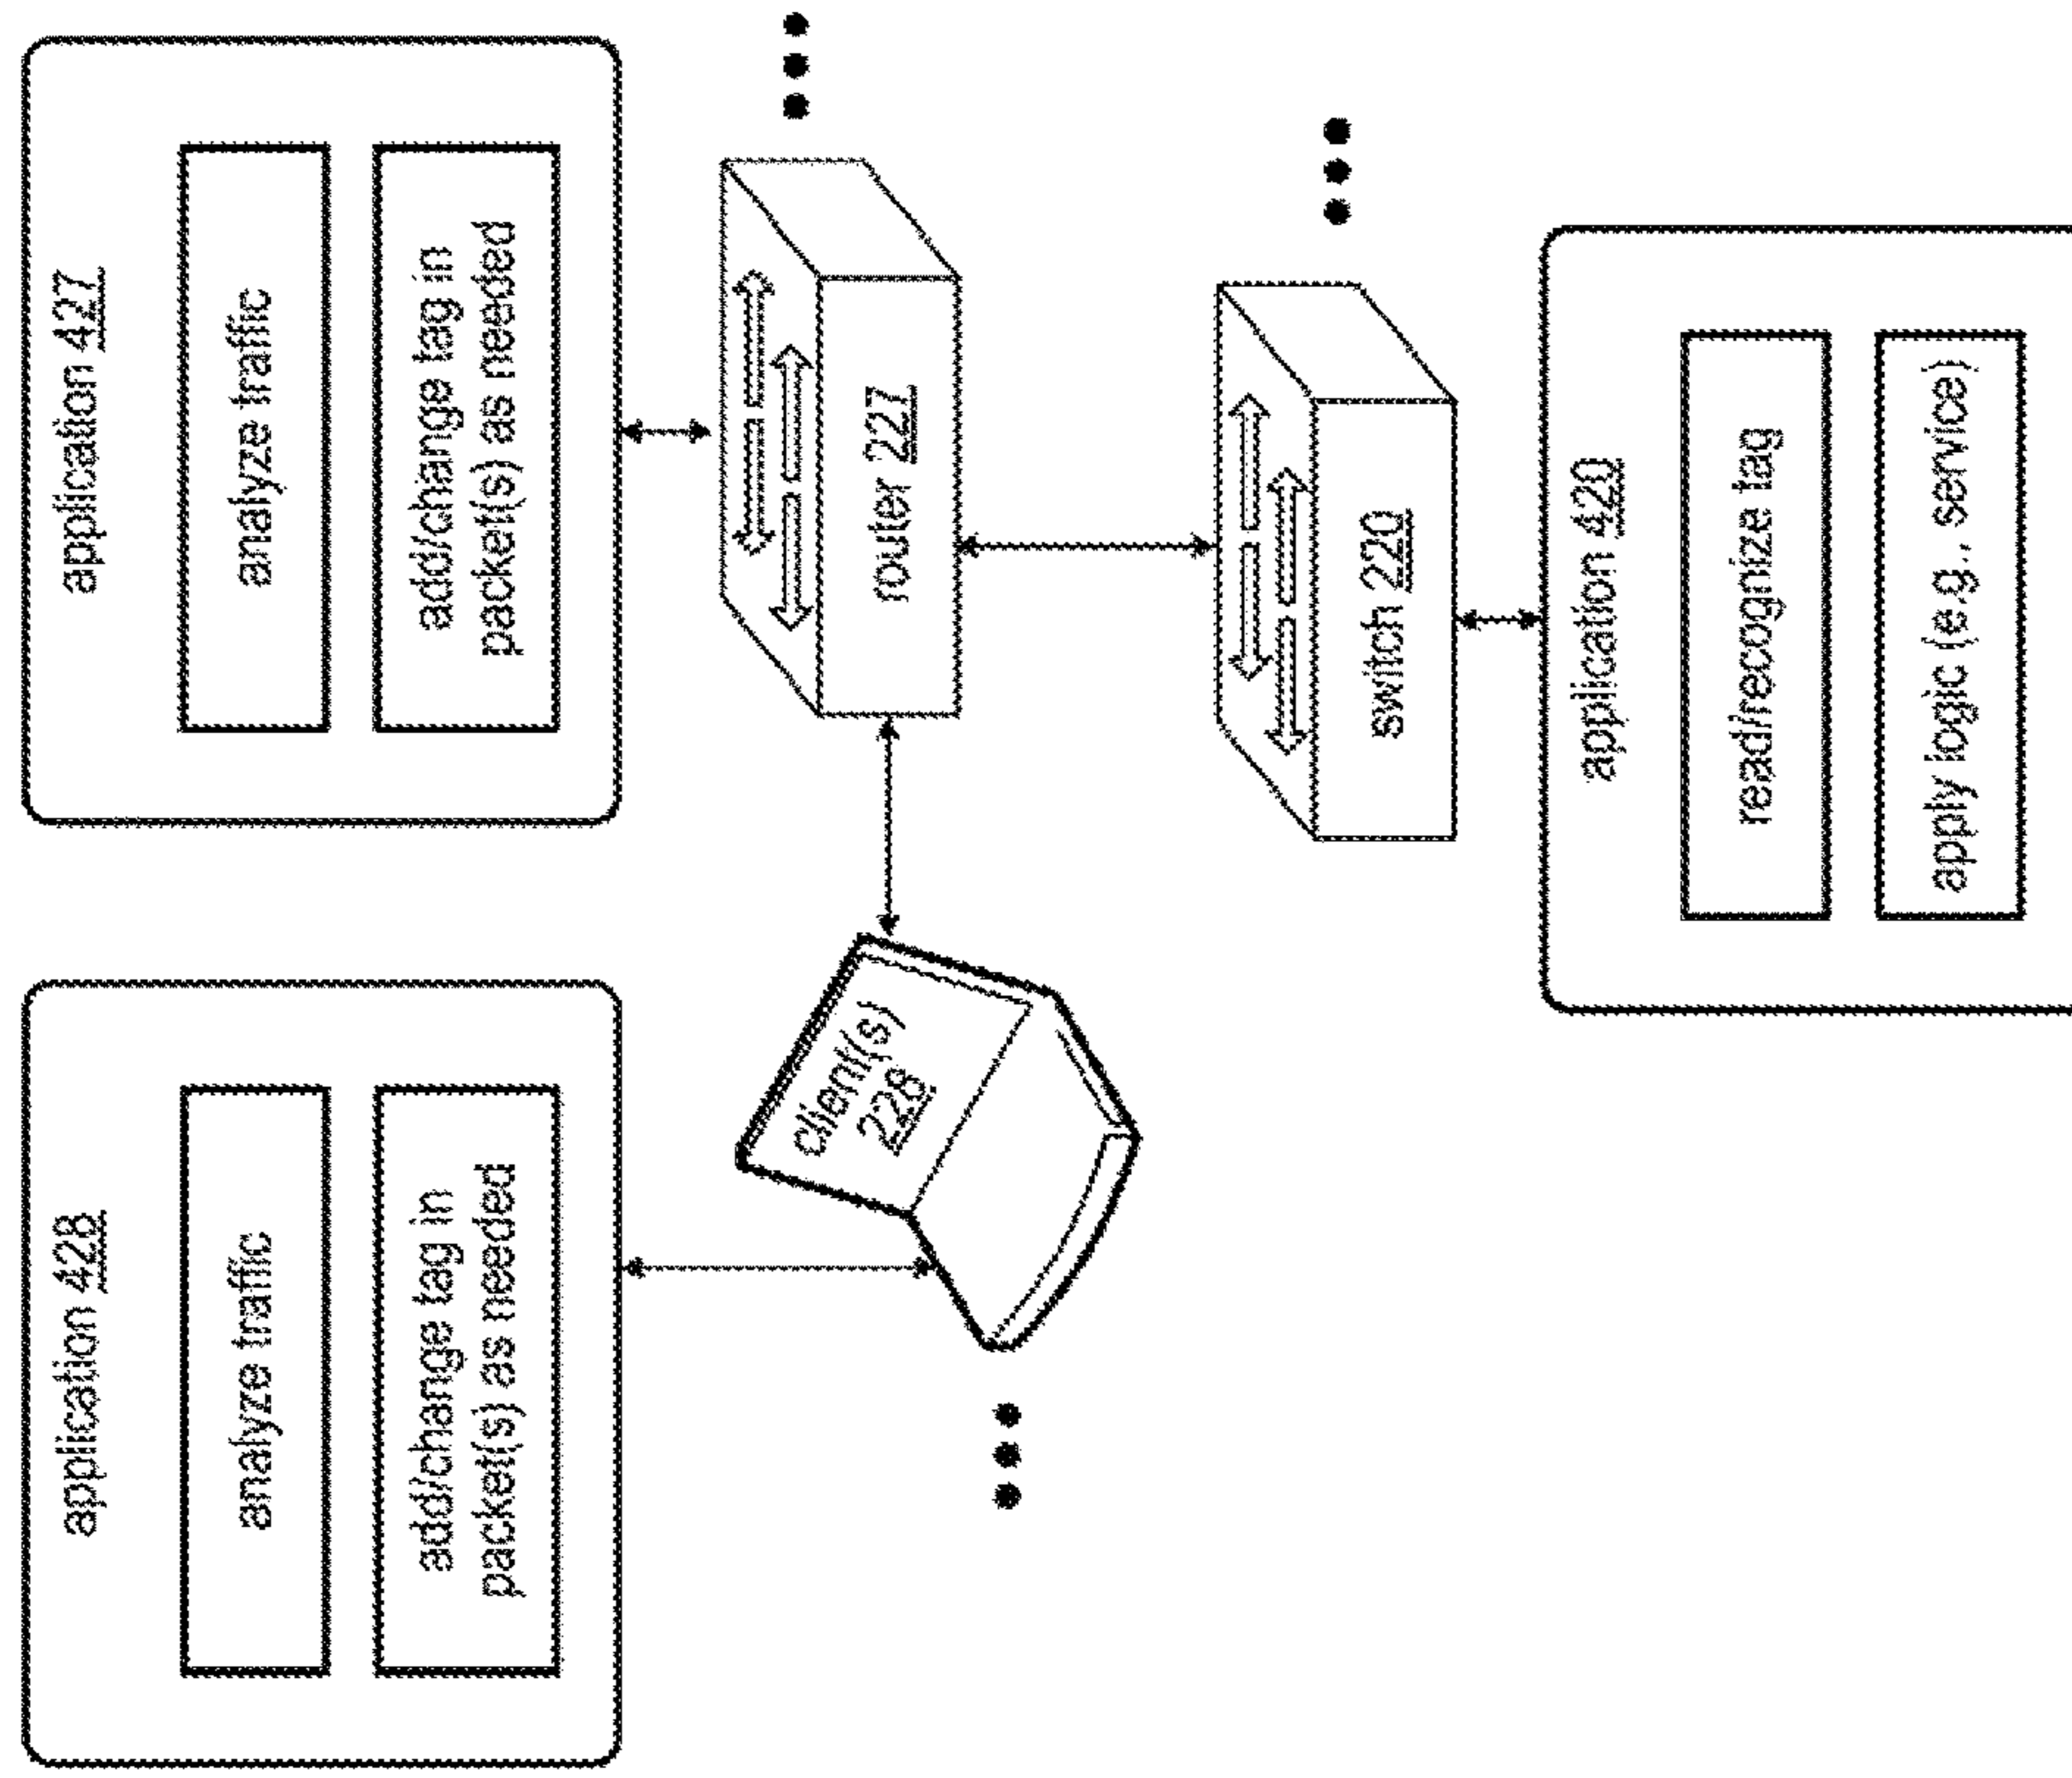 application 428
analyze traffic
add/change tag in
packet(s) as needed
application 427
analyze traffic
add/change tag in
packet(s) as needed
client(s)
228
router 227
switch 220
application 420
read/recognize tag
apply logic (e.g., service)